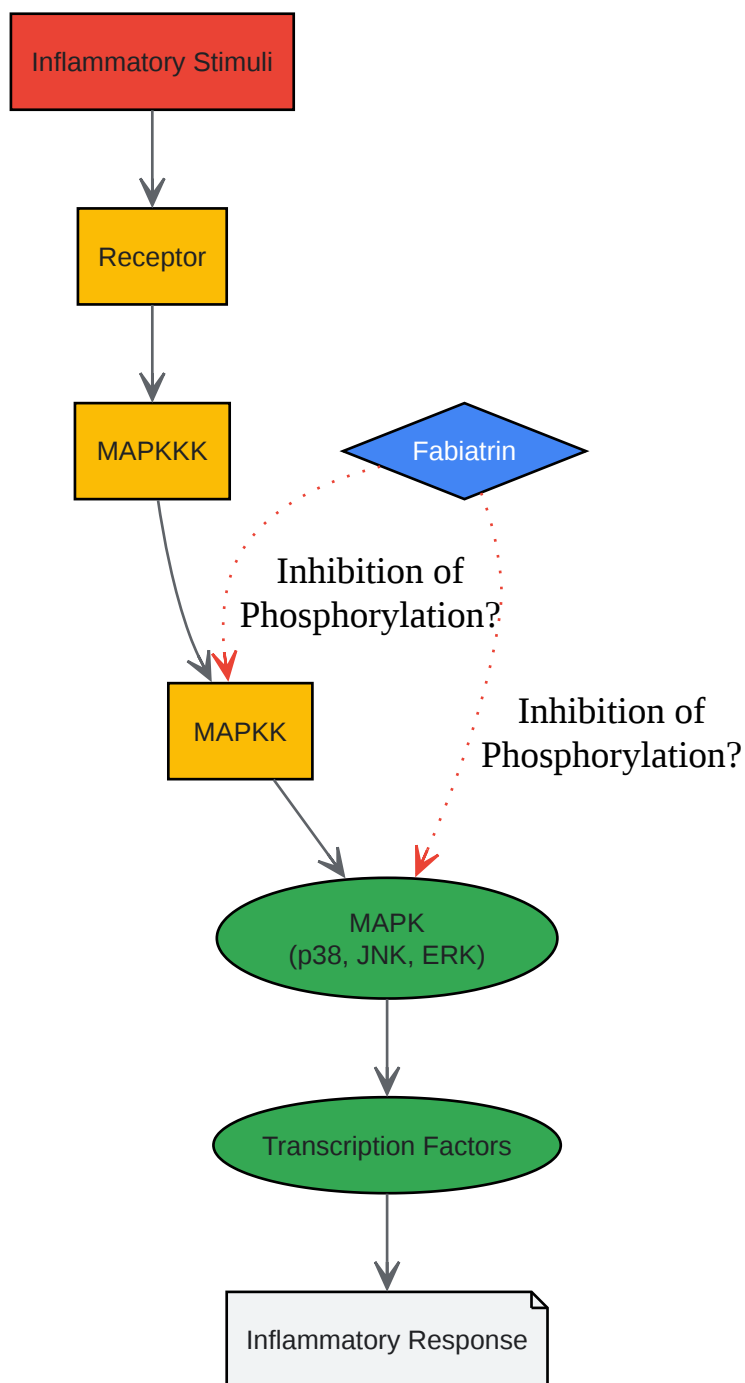 Inflammatory Stimuli
Receptor
MAPKKK
Fabiatrin
Inhibition of
Phosphorylation?
MAPKK
Inhibition of
Phosphorylation?
MAPK
(p38, JNK, ERK)
Transcription Factors
Inflammatory Response